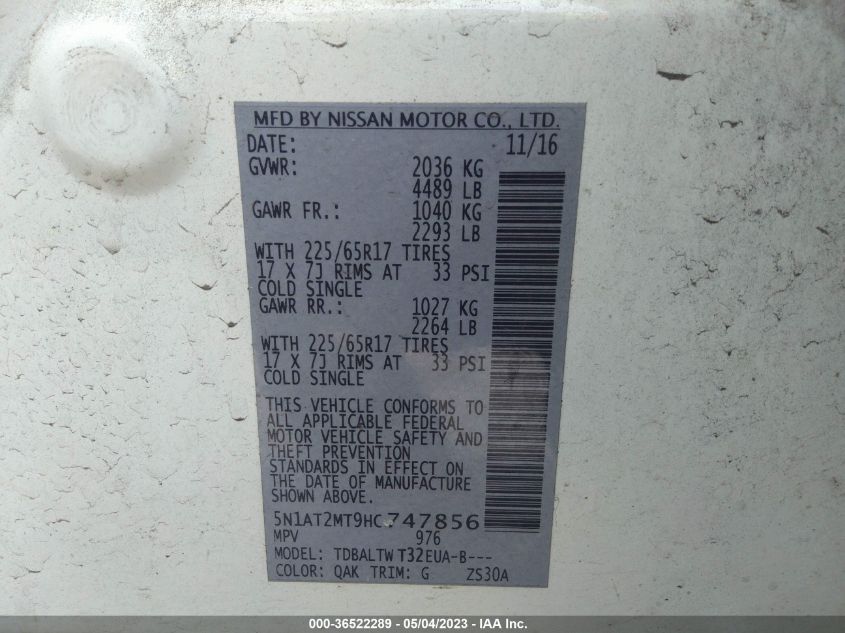 MFD BY NISSAN MOTOR CO., LTD.
DATE: 11/16
GVWR: 2036 KG
4489 LB
GAWR FR.: 1040 KG
2293 LB
WITH 225/65R17 TIRES
17 X 7J RIMS AT 33 PSI
COLD SINGLE
GAWR RR.: 1027 KG
2264 LB
WITH 225/65R17 TIRES
17 X 7J RIMS AT 33 PSI
COLD SINGLE
THIS VEHICLE CONFORMS TO
ALL APPLICABLE FEDERAL
MOTOR VEHICLE SAFETY AND
THEFT PREVENTION
STANDARDS IN EFFECT ON
THE DATE OF MANUFACTURE
SHOWN ABOVE.
5N1AT2MT9HC747856
MPV 976
MODEL: TDBALTW T32EUA-B---
COLOR: QAK TRIM: G ZS30A
000-36522289 - 05/04/2023 - IAA Inc.